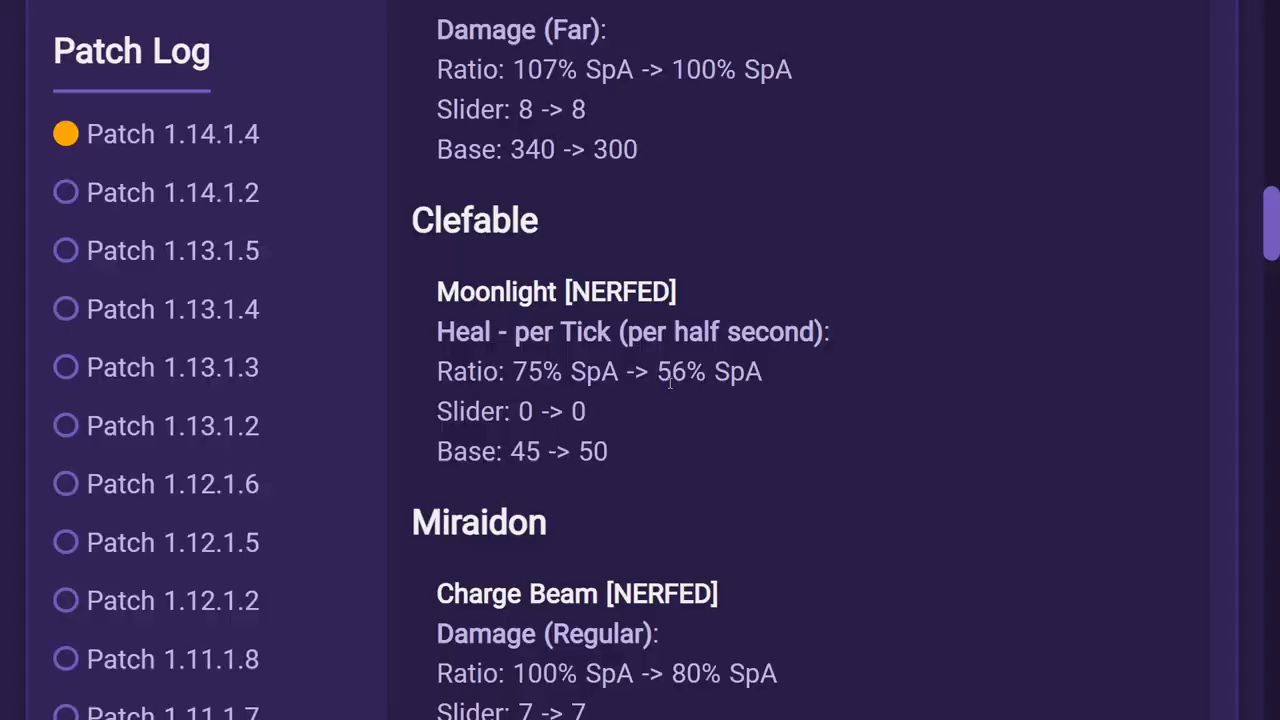 Patch Log
Patch 1.14.1.4
Patch 1.14.1.2
Patch 1.13.1.5
Patch 1.13.1.4
Patch 1.13.1.3
Patch 1.13.1.2
Patch 1.12.1.6
Patch 1.12.1.5
Patch 1.12.1.2
Patch 1.11.1.8
Patch 1.11.1.7
Damage (Far):
Ratio: 107% SpA -> 100% SpA
Slider: 8 -> 8
Base: 340 -> 300
Clefable
Moonlight [NERFED]
Heal - per Tick (per half second):
Ratio: 75% SpA -> 56% SpA
Slider: 0 -> 0
Base: 45 -> 50
Miraidon
Charge Beam [NERFED]
Damage (Regular):
Ratio: 100% SpA -> 80% SpA
Slider: 7 -> 7